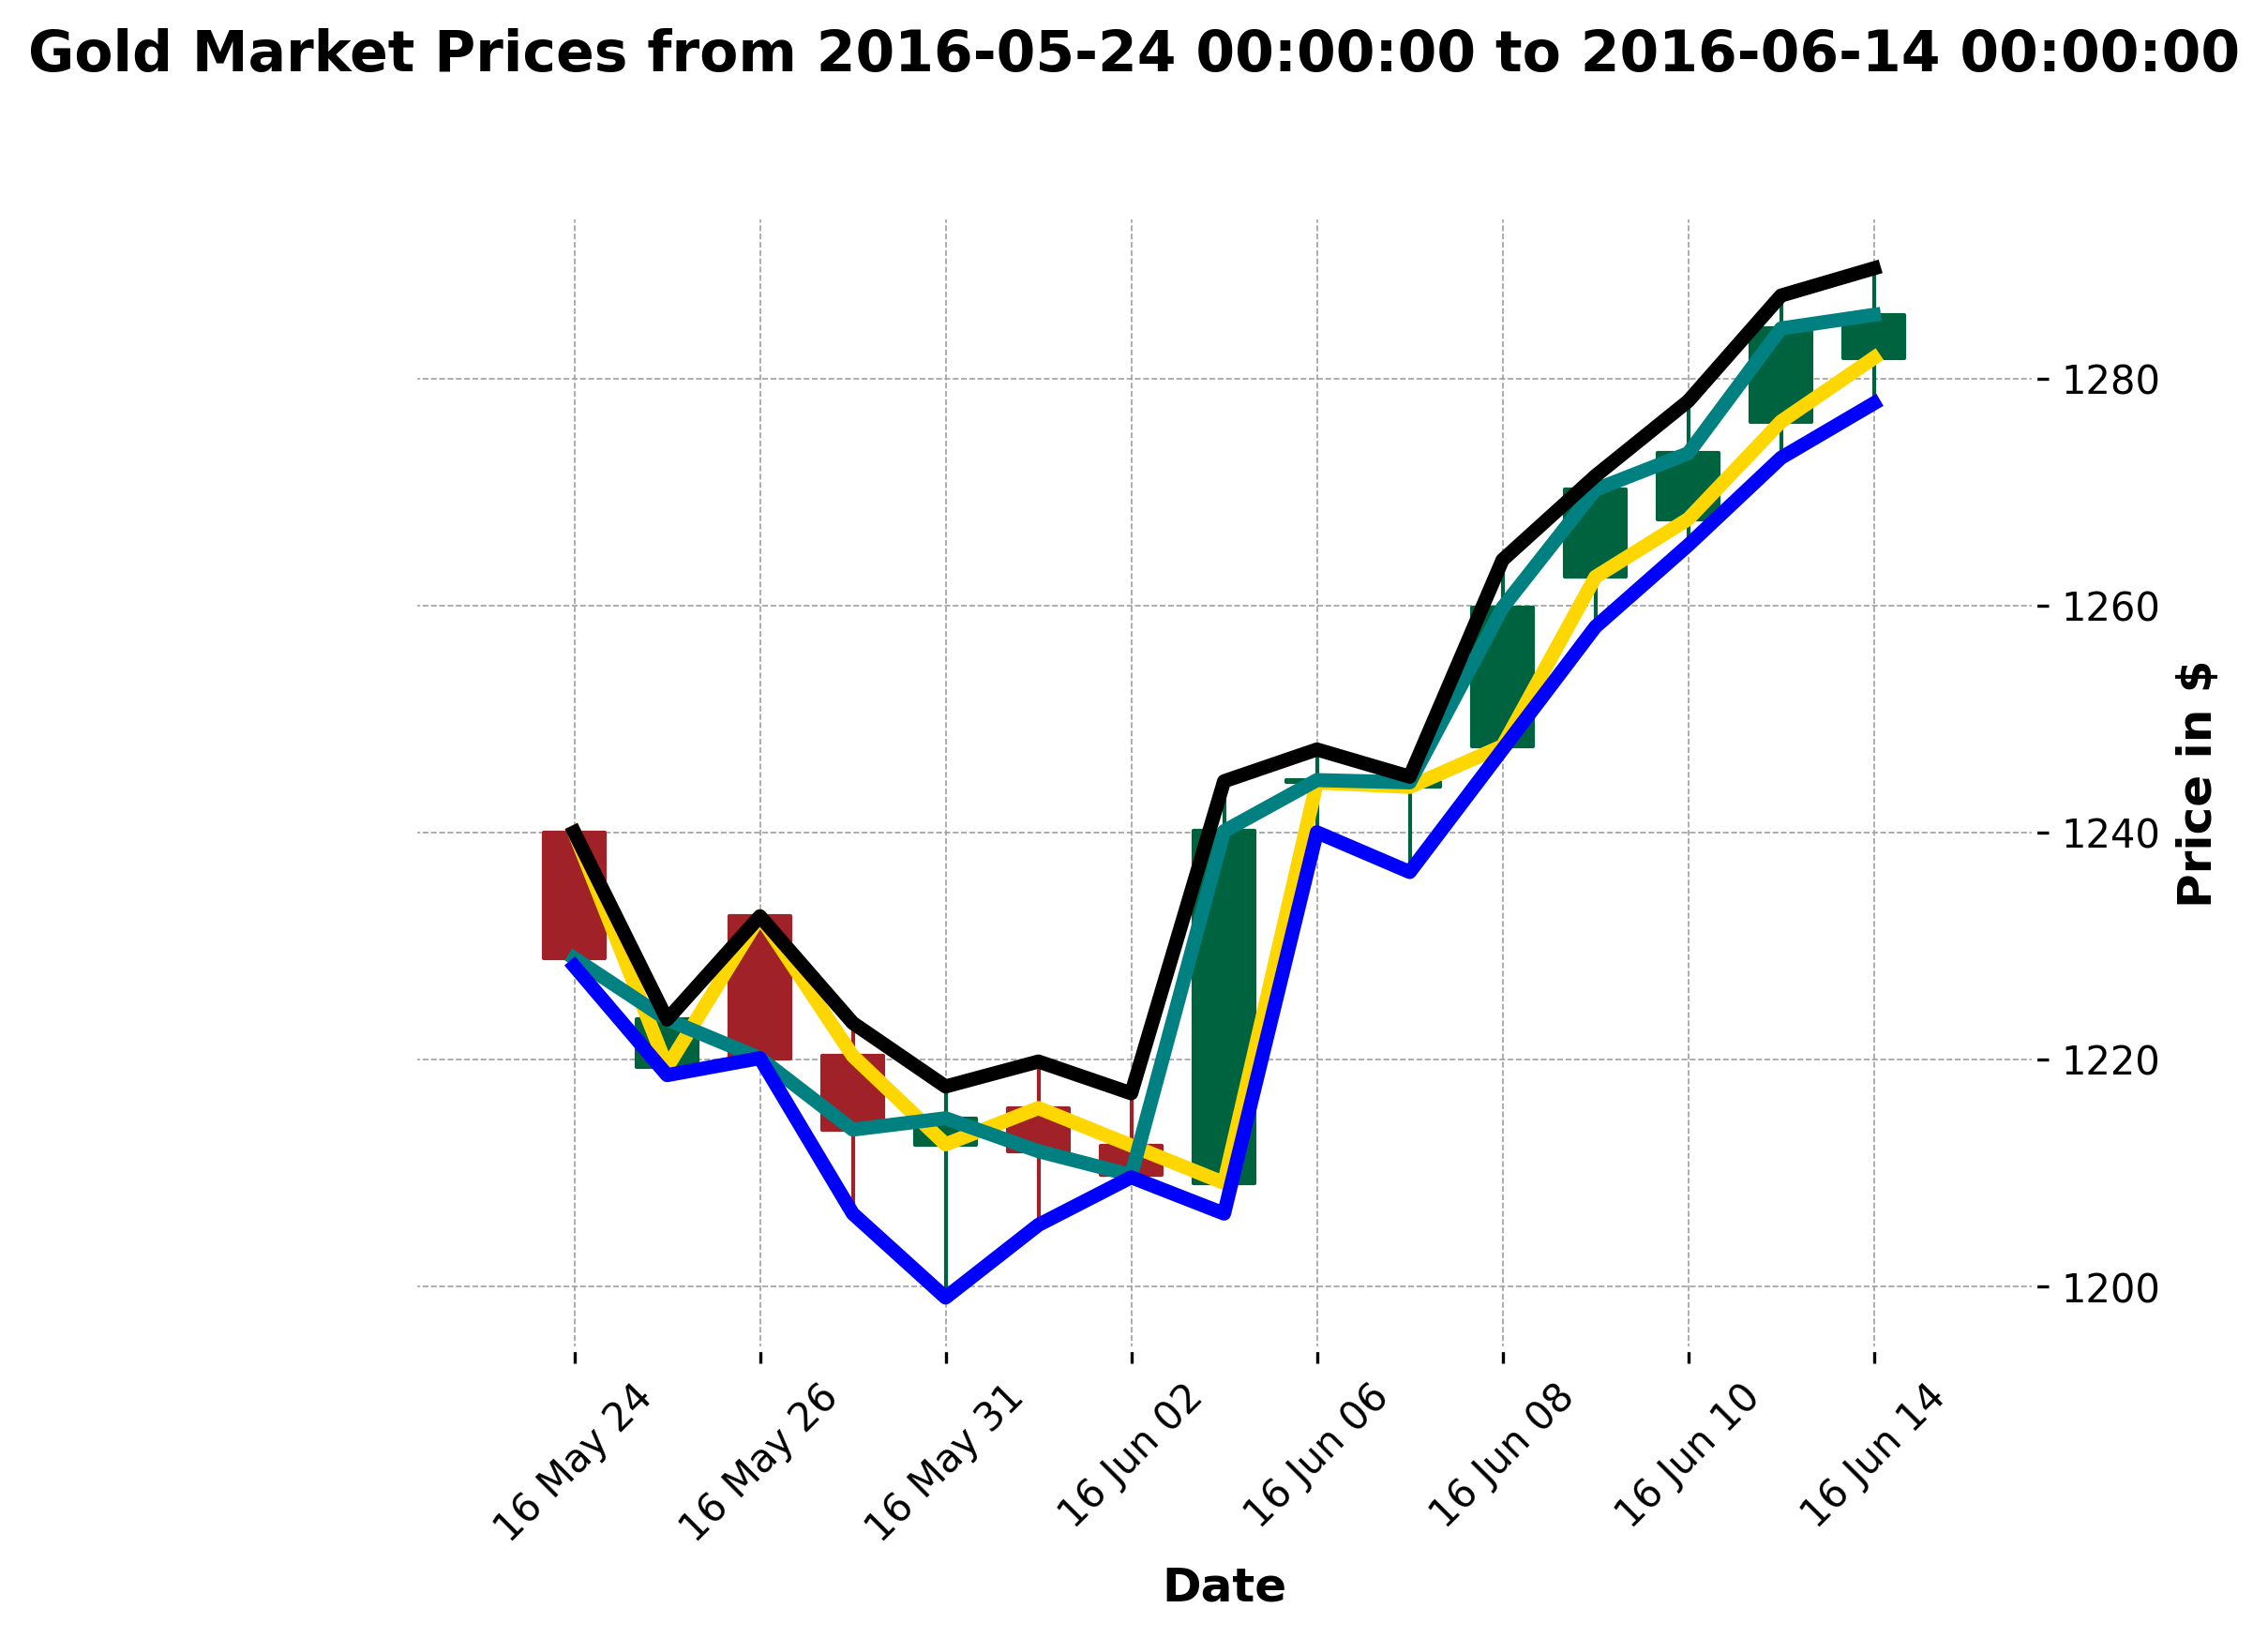 Gold Market Prices from 2016-05-24 00:00:00 to 2016-06-14 00:00:00
1280
1260
1240
1220
1200
Price in $
16 May 24
16 May 26
16 May 31
16 Jun 02
16 Jun 06
16 Jun 08
16 Jun 10
16 Jun 14
Date